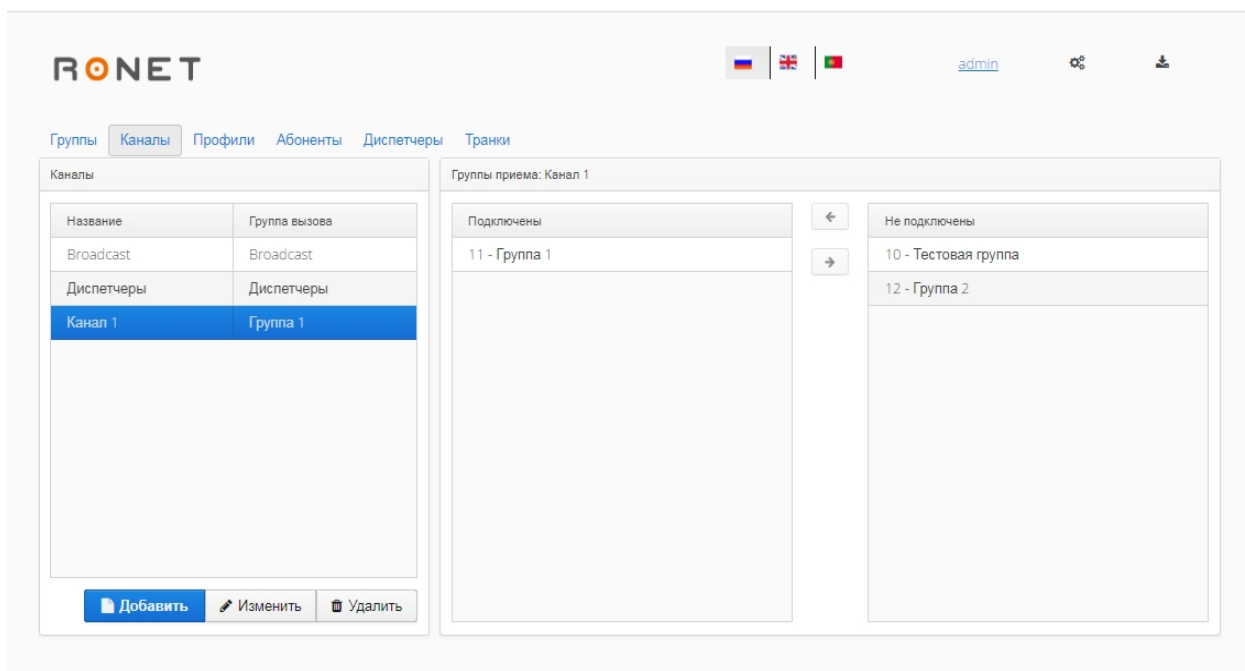 RONET
admin
Группы Каналы Профили Абоненты Диспетчеры Транки
Каналы
Название Группа вызова
Broadcast Broadcast
Диспетчеры Диспетчеры
Канал 1 Группа 1
Добавить Изменить Удалить
Группы приема: Канал 1
Подключены
11 - Группа 1
Не подключены
10 - Тестовая группа
12 - Группа 2